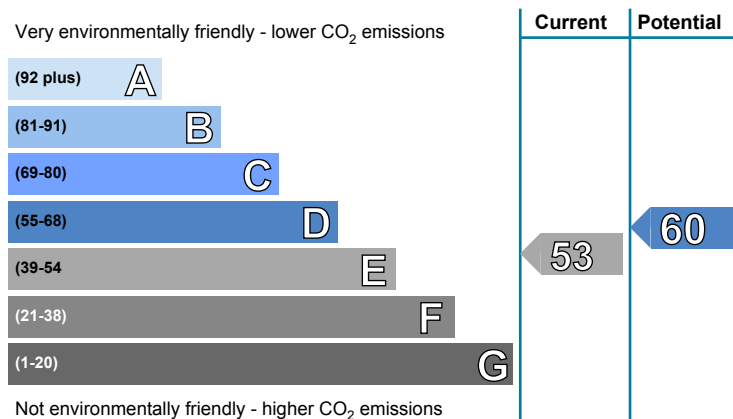 Current Potential
Very environmentally friendly - lower CO2 emissions
(92 plus) A
(81-91) B
(69-80) C
(55-68) D
60
(39-54 E
53
(21-38) F
(1-20) G
Not environmentally friendly - higher CO2 emissions